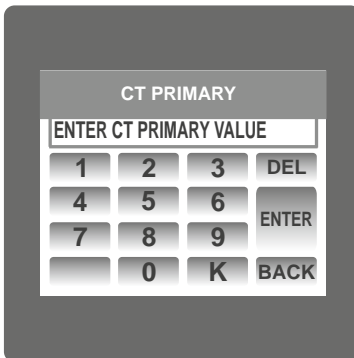 CT PRIMARY
ENTER CT PRIMARY VALUE
1 2 3 DEL
4 5 6 ENTER
7 8 9
0 K BACK